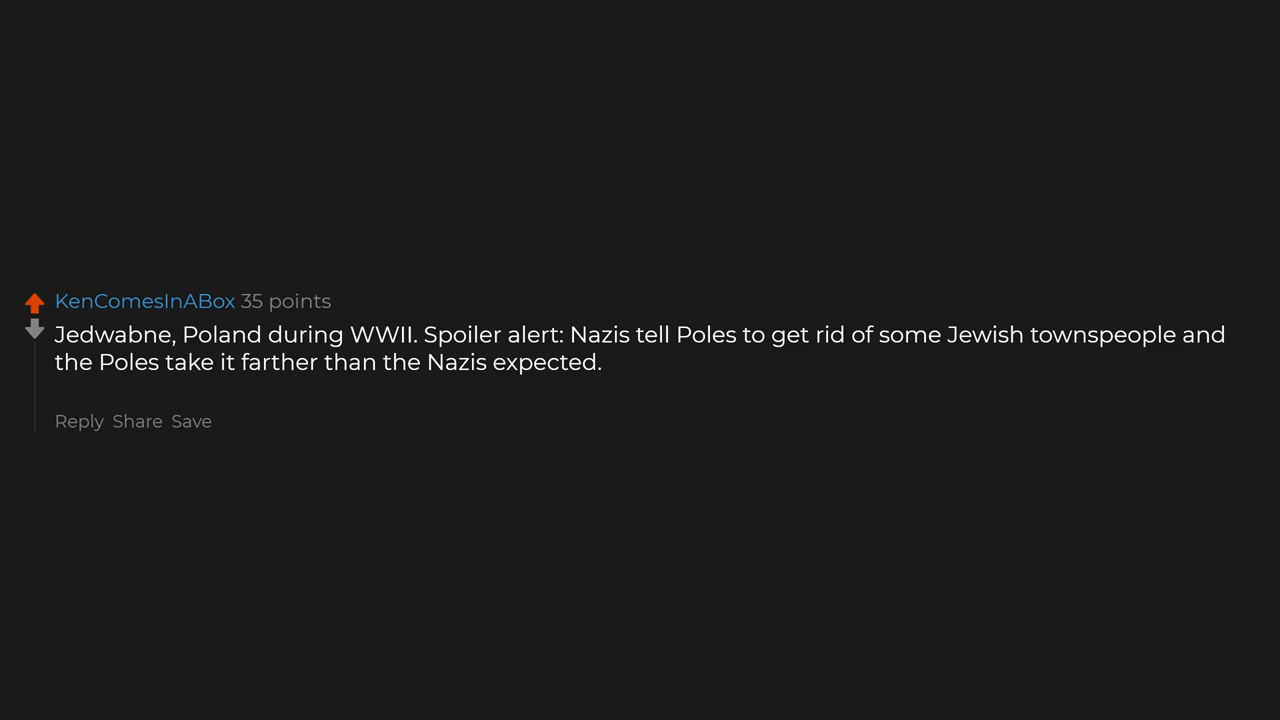 KenComesInABox 35 points
Jedwabne, Poland during WWII. Spoiler alert: Nazis tell Poles to get rid of some Jewish townspeople and
the Poles take it farther than the Nazis expected.
Reply Share Save